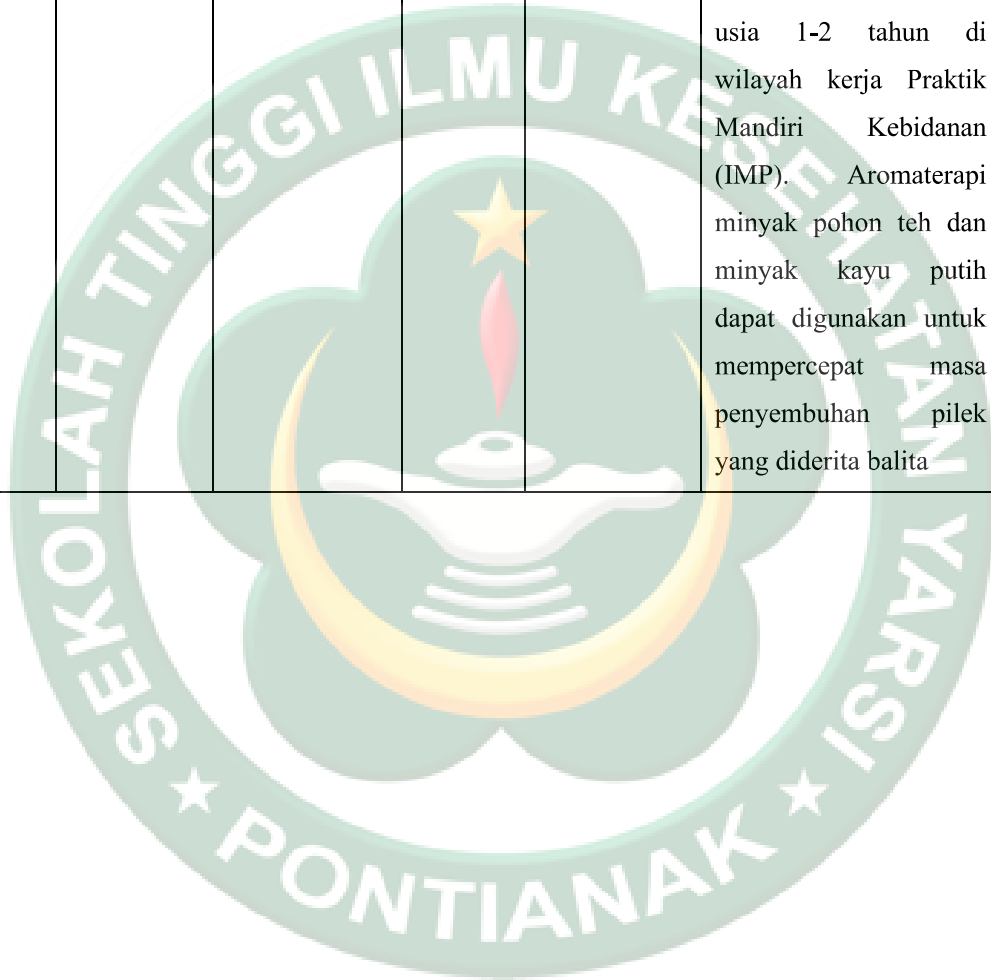 usia 1-2 tahun di
wilayah kerja Praktik
Mandiri Kebidanan
(IMP). Aromaterapi
minyak pohon teh dan
minyak kayu putih
dapat digunakan untuk
mempercepat masa
penyembuhan pilek
yang diderita balita
SEKOLAH TINGGI ILMU KESEHATAN YARSI
PONTIANAK